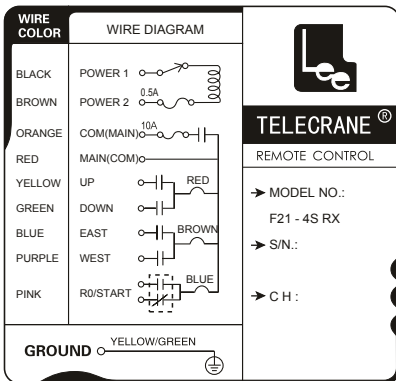 WIRE COLOR
WIRE DIAGRAM
BLACK POWER 1
BROWN POWER 2 0.5A
ORANGE COM(MAIN) 10A
RED MAIN(COM)
YELLOW UP RED
GREEN DOWN
BLUE EAST BROWN
PURPLE WEST
PINK R0/START BLUE
GROUND YELLOW/GREEN
Lee
TELECRANE ®
REMOTE CONTROL
MODEL NO.:
F21 - 4S RX
S/N.:
C H :